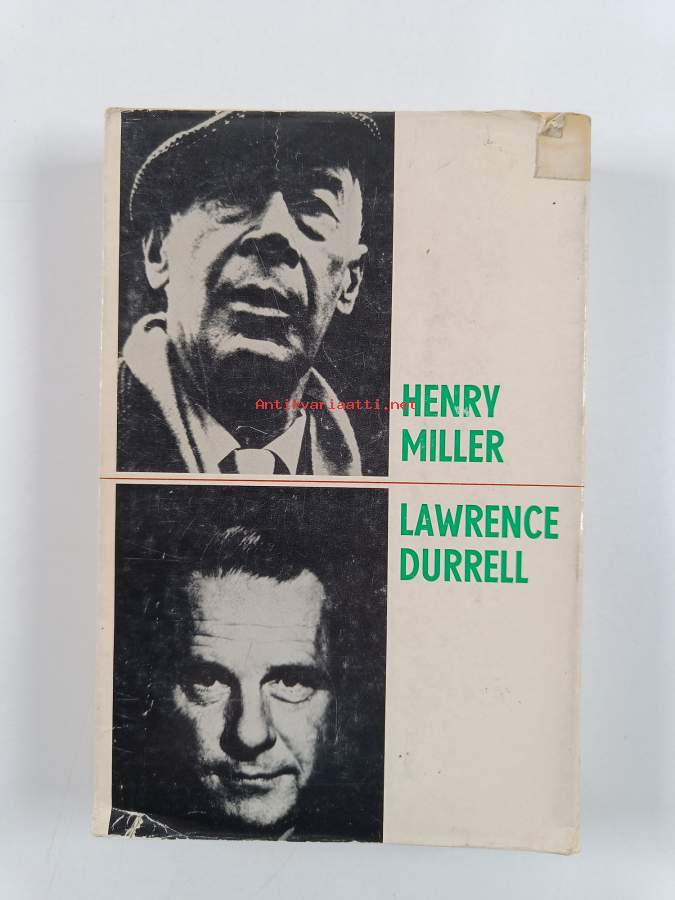 Antikvariaatti.net
HENRY
MILLER
LAWRENCE
DURRELL